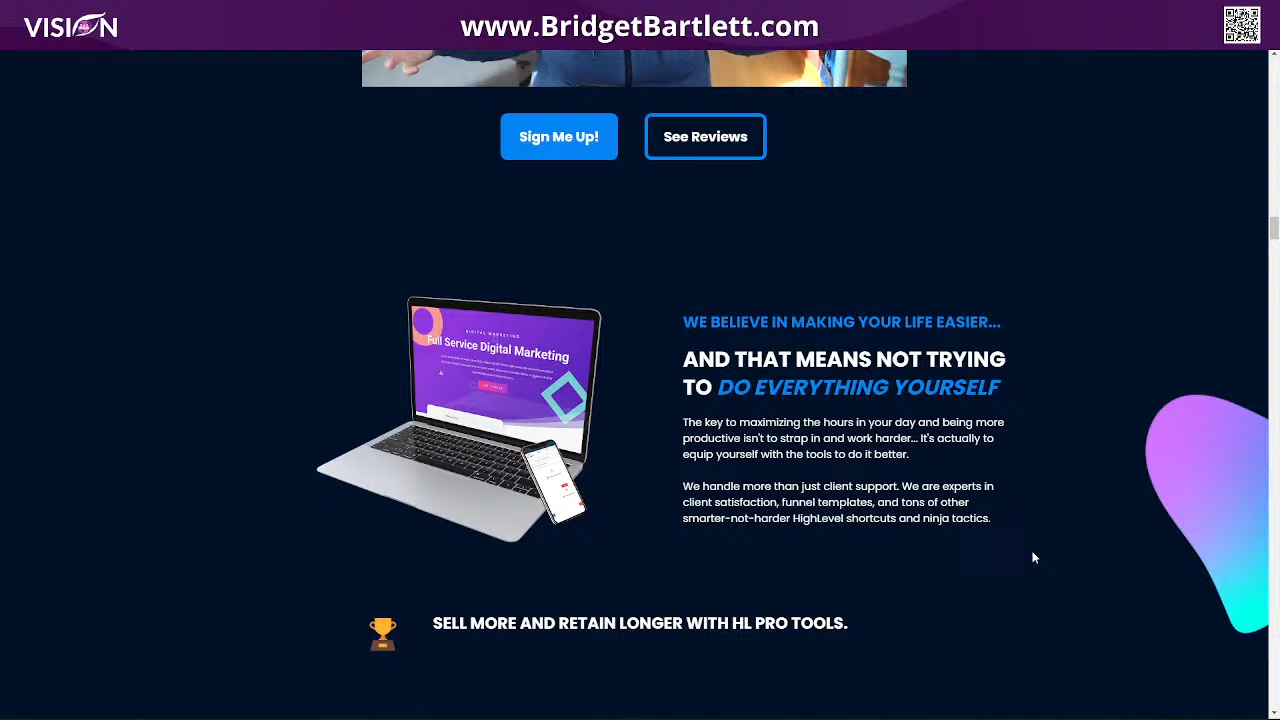 VISION
www.BridgetBartlett.com
Sign Me Up!
See Reviews
DIGITAL MARKETING
Full Service Digital Marketing
WE BELIEVE IN MAKING YOUR LIFE EASIER...
AND THAT MEANS NOT TRYING
TO DO EVERYTHING YOURSELF
The key to maximizing the hours in your day and being more
productive isn't to strap in and work harder... It's actually to
equip yourself with the tools to do it better.
We handle more than just client support. We are experts in
client satisfaction, funnel templates, and tons of other
smarter-not-harder HighLevel shortcuts and ninja tactics.
SELL MORE AND RETAIN LONGER WITH HL PRO TOOLS.